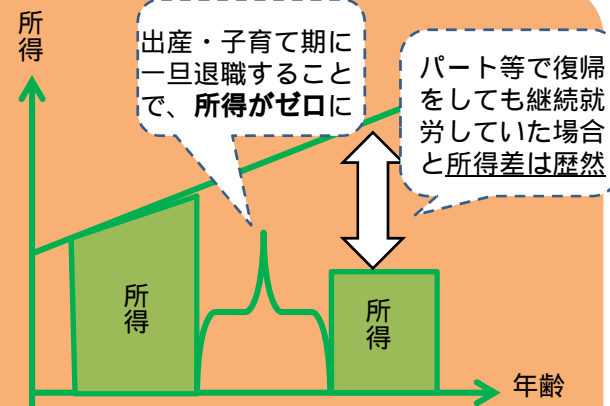 所得
出産・子育て期に
一旦退職すること
で、所得がゼロに
パート等で復帰
をしても継続就
労していた場合
と所得差は歴然
所得
所得
年齢